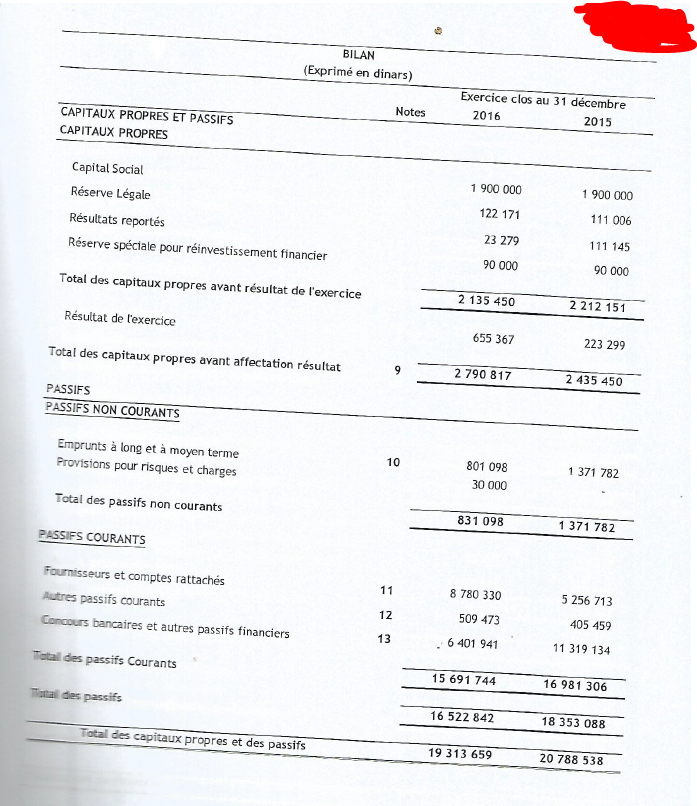 BILAN
(Exprimé en dinars)
Exercice clos au 31 décembre
CAPITAUX PROPRES ET PASSIFS Notes 2016 2015
CAPITAUX PROPRES
Capital Social 1 900 000 1 900 000
Réserve Légale 122 171 111 006
Résultats reportés 23 279 111 145
Réserve spéciale pour réinvestissement financier 90 000 90 000
Total des capitaux propres avant résultat de l'exercice 2 135 450 2 212 151
Résultat de l'exercice 655 367 223 299
Total des capitaux propres avant affectation résultat 9 2 790 817 2 435 450
PASSIFS
PASSIFS NON COURANTS
Emprunts à long et à moyen terme 10 801 098 1 371 782
Provisions pour risques et charges 30 000 -
Total des passifs non courants 831 098 1 371 782
PASSIFS COURANTS
Fournisseurs et comptes rattachés 11 8 780 330 5 256 713
Autres passifs courants 12 509 473 405 459
Concours bancaires et autres passifs financiers 13 6 401 941 11 319 134
Total des passifs Courants 15 691 744 16 981 306
Total des passifs 16 522 842 18 353 088
Total des capitaux propres et des passifs 19 313 659 20 788 538